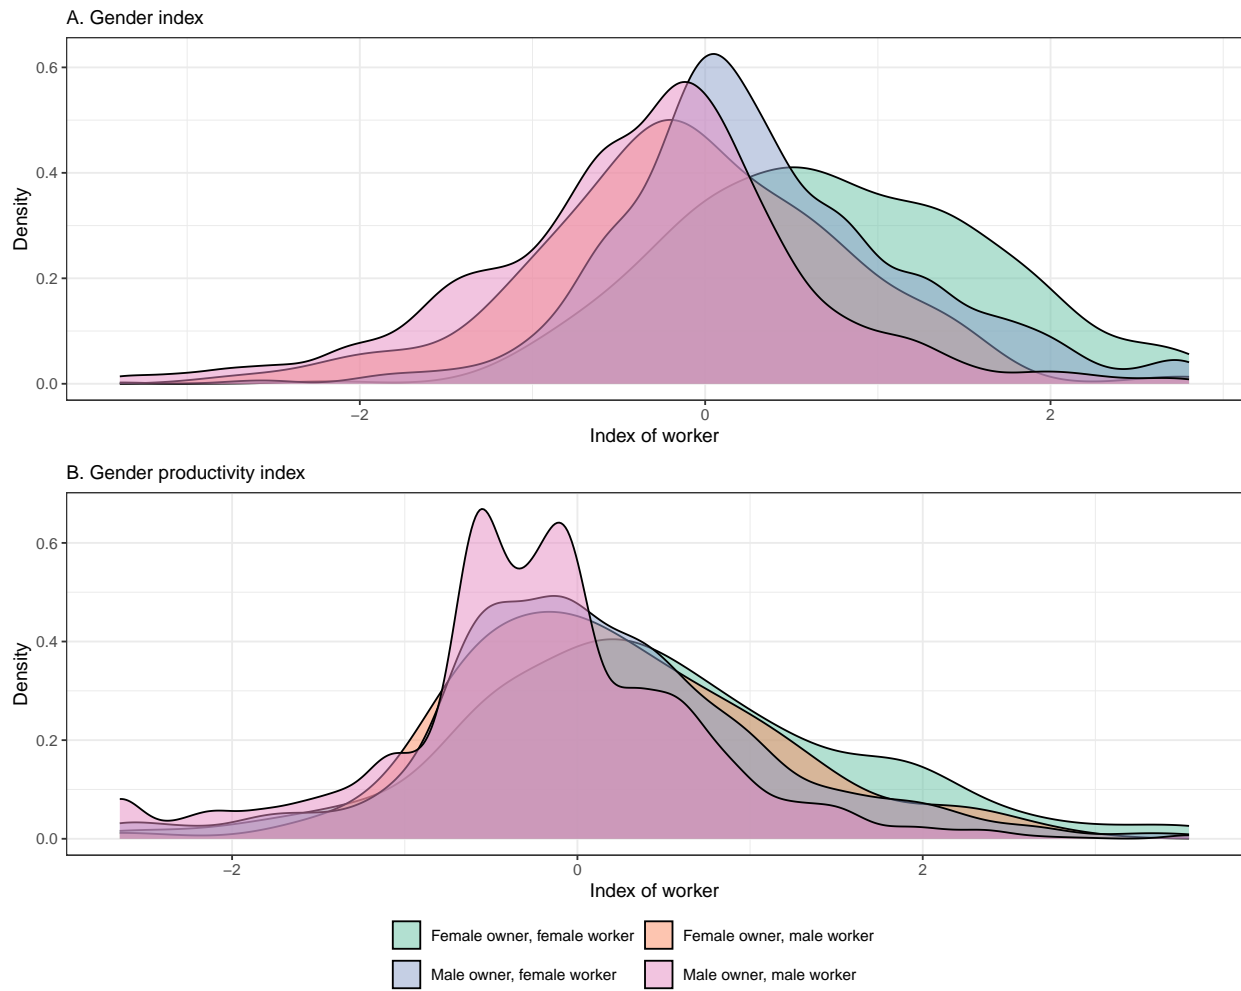 A. Gender index
0.6
0.4
0.2
0.0
Density
−2 0 2
Index of worker
B. Gender productivity index
0.6
0.4
0.2
0.0
Density
−2 0 2
Index of worker
Female owner, female worker Female owner, male worker
Male owner, female worker Male owner, male worker